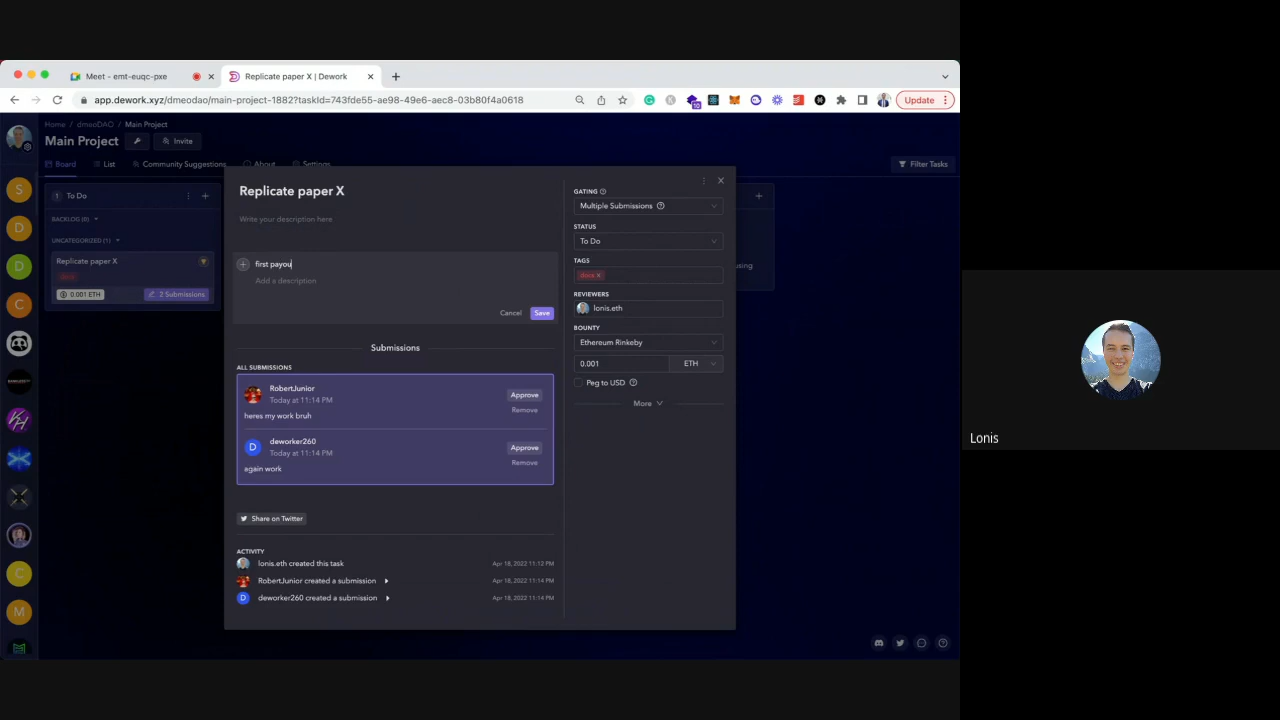 Meet - emt-euqc-pxe
Replicate paper X | Dework
app.dework.xyz/dmeodao/main-project-1882?taskId=743fde55-ae98-49e6-aec8-03b80f4a0618
Update
Home / dmeoDAO / Main Project
Main Project
Invite
Board
List
Community Suggestions
About
Settings
Filter Tasks
1 To Do
BACKLOG (0)
UNCATEGORIZED (1)
Replicate paper X
docs
0.001 ETH
2 Submissions
S
D
D
C
C
M
Replicate paper X
Write your description here
first payou
Add a description
Cancel
Save
Submissions
ALL SUBMISSIONS
RobertJunior
Today at 11:14 PM
heres my work bruh
Approve
Remove
D
deworker260
Today at 11:14 PM
again work
Approve
Remove
Share on Twitter
ACTIVITY
lonis.eth created this task
Apr 18, 2022 11:12 PM
RobertJunior created a submission
Apr 18, 2022 11:14 PM
D
deworker260 created a submission
Apr 18, 2022 11:14 PM
GATING
Multiple Submissions
STATUS
To Do
TAGS
docs
REVIEWERS
lonis.eth
BOUNTY
Ethereum Rinkeby
0.001
ETH
Peg to USD
More
using
Lonis